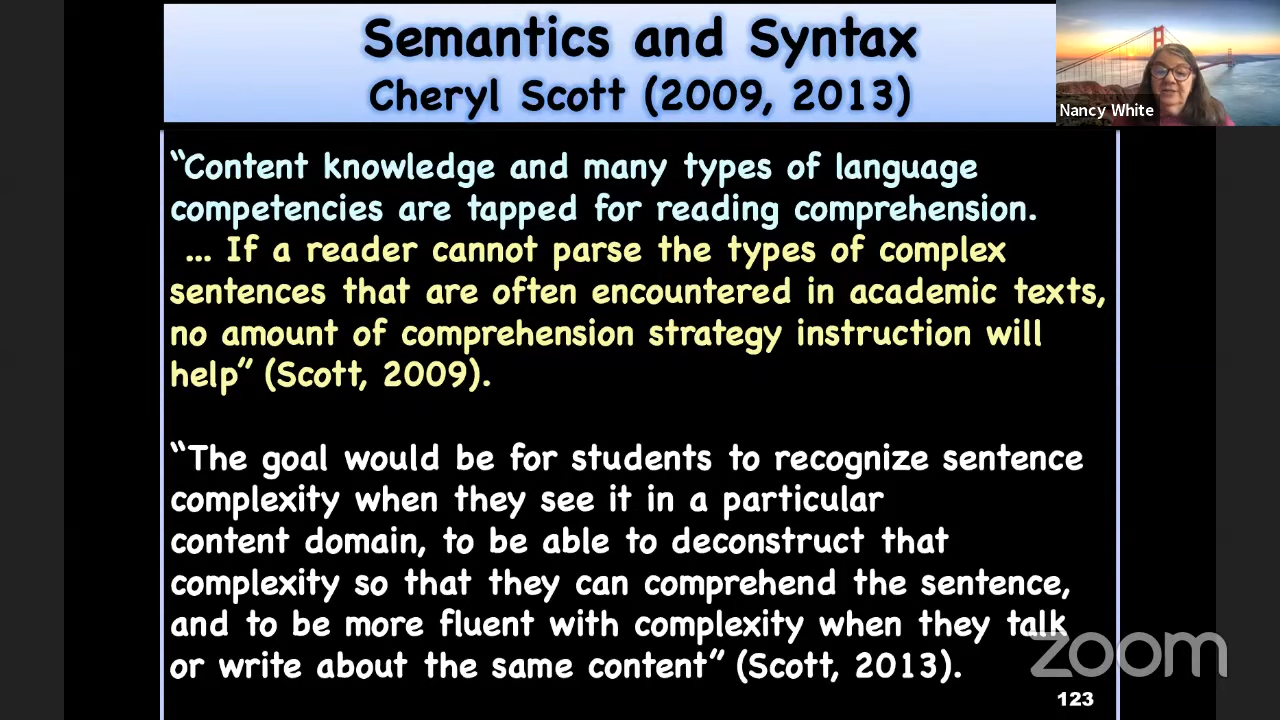 Semantics and Syntax
Cheryl Scott (2009, 2013)
Nancy White
“Content knowledge and many types of language
competencies are tapped for reading comprehension.
... If a reader cannot parse the types of complex
sentences that are often encountered in academic texts,
no amount of comprehension strategy instruction will
help” (Scott, 2009).
“The goal would be for students to recognize sentence
complexity when they see it in a particular
content domain, to be able to deconstruct that
complexity so that they can comprehend the sentence,
and to be more fluent with complexity when they talk
or write about the same content” (Scott, 2013).
zoom
123